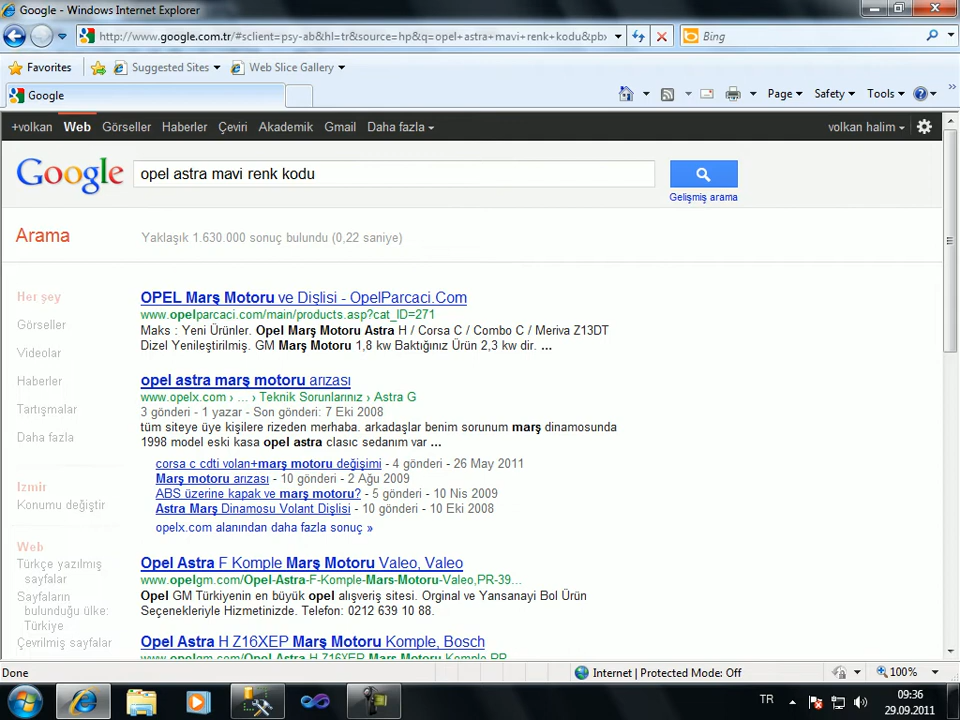 Google - Windows Internet Explorer
http://www.google.com.tr/#sclient=psy-ab&hl=tr&source=hp&q=opel+astra+mavi+renk+kodu&pb>
Bing
Favorites Suggested Sites Web Slice Gallery
Google
Page Safety Tools
+volkan Web Görseller Haberler Çeviri Akademik Gmail Daha fazla volkan halim
Google opel astra mavi renk kodu
Gelişmiş arama
Arama Yaklaşık 1.630.000 sonuç bulundu (0,22 saniye)
Her şey
Görseller
Videolar
Haberler
Tartışmalar
Daha fazla
Izmir
Konumu değiştir
Web
Türkçe yazılmış
sayfalar
Sayfaların
bulunduğu ülke:
Türkiye
Çevrilmiş sayfalar
OPEL Marş Motoru ve Dişlisi - OpelParcaci.Com
www.opelparcaci.com/main/products.asp?cat_ID=271
Maks : Yeni Ürünler. Opel Marş Motoru Astra H / Corsa C / Combo C / Meriva Z13DT
Dizel Yenileştirilmiş. GM Marş Motoru 1,8 kw Baktığınız Ürün 2,3 kw dir. ...
opel astra marş motoru arızası
www.opelx.com › ... › Teknik Sorunlarınız › Astra G
3 gönderi - 1 yazar - Son gönderi: 7 Eki 2008
tüm siteye üye kişilere rizeden merhaba. arkadaşlar benim sorunum marş dinamosunda
1998 model eski kasa opel astra clasıc sedanım var ...
corsa c cdti volan+marş motoru değişimi - 4 gönderi - 26 May 2011
Marş motoru arızası - 10 gönderi - 2 Ağu 2009
ABS üzerine kapak ve marş motoru? - 5 gönderi - 10 Nis 2009
Astra Marş Dinamosu Volant Dişlisi - 10 gönderi - 10 Eki 2008
opelx.com alanından daha fazla sonuç »
Opel Astra F Komple Marş Motoru Valeo, Valeo
www.opelgm.com/Opel-Astra-F-Komple-Mars-Motoru-Valeo,PR-39...
Opel GM Türkiyenin en büyük opel alışveriş sitesi. Orginal ve Yansanayi Bol Ürün
Seçenekleriyle Hizmetinizde. Telefon: 0212 639 10 88.
Opel Astra H Z16XEP Marş Motoru Komple, Bosch
www.opelgm.com/Opel-Astra-H-Z16XEP-Mars-Motoru-Komple,PR-
Done Internet | Protected Mode: Off 100%
TR 09:36
29.09.2011